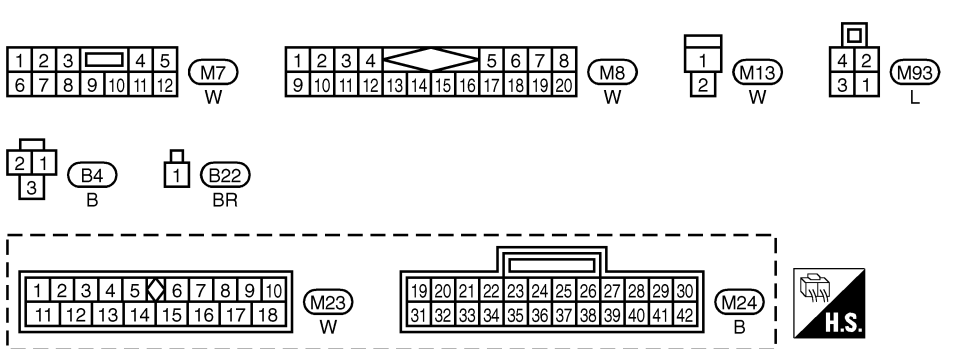 1 2 3 4 5
6 7 8 9 10 11 12
M7
W
1 2 3 4 5 6 7 8
9 10 11 12 13 14 15 16 17 18 19 20
M8
W
1
2
M13
W
4 2
3 1
M93
L
2 1
3
B4
B
1
B22
BR
1 2 3 4 5 6 7 8 9 10
11 12 13 14 15 16 17 18
M23
W
19 20 21 22 23 24 25 26 27 28 29 30
31 32 33 34 35 36 37 38 39 40 41 42
M24
B
H.S.